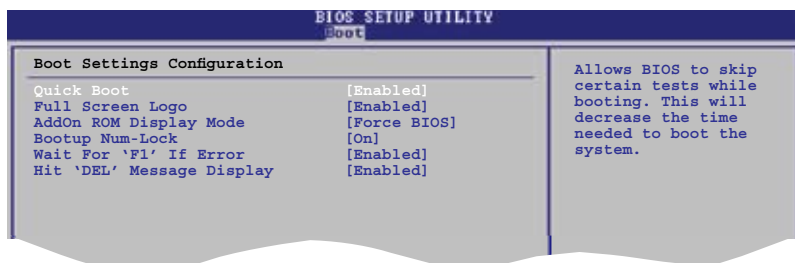 BIOS SETUP UTILITY
Boot
Boot Settings Configuration
Quick Boot [Enabled]
Full Screen Logo [Enabled]
AddOn ROM Display Mode [Force BIOS]
Bootup Num-Lock [On]
Wait For ‘F1’ If Error [Enabled]
Hit ‘DEL’ Message Display [Enabled]
Allows BIOS to skip
certain tests while
booting. This will
decrease the time
needed to boot the
system.